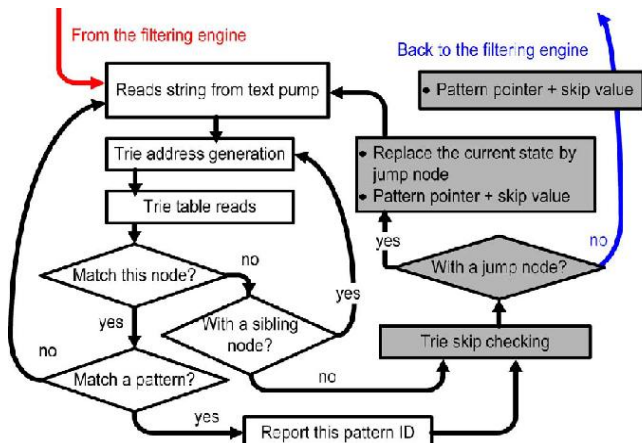 From the filtering engine
Back to the filtering engine
Reads string from text pump
• Pattern pointer + skip value
Trie address generation
• Replace the current state by
jump node
• Pattern pointer + skip value
Trie table reads
yes
no
Match this node?
no
With a jump node?
yes
yes
With a sibling
node?
Trie skip checking
no
Match a pattern?
no
yes
Report this pattern ID